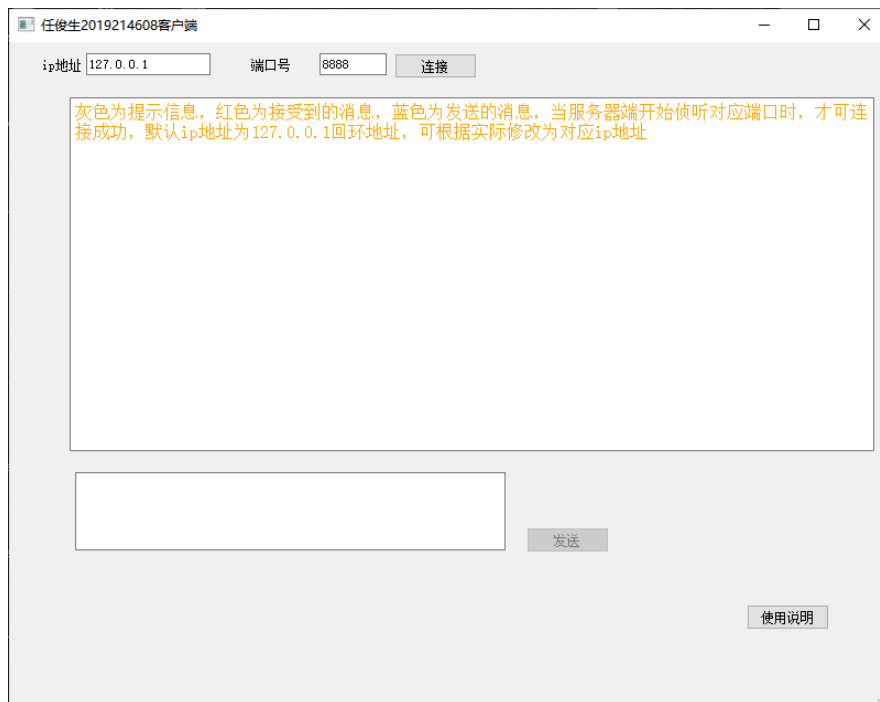 任俊生2019214608客户端
ip地址 127.0.0.1 端口号 8888 连接
灰色为提示信息，红色为接受到的消息，蓝色为发送的消息，当服务器端开始侦听对应端口时，才可连
接成功，默认ip地址为127.0.0.1回环地址，可根据实际修改为对应ip地址
发送
使用说明